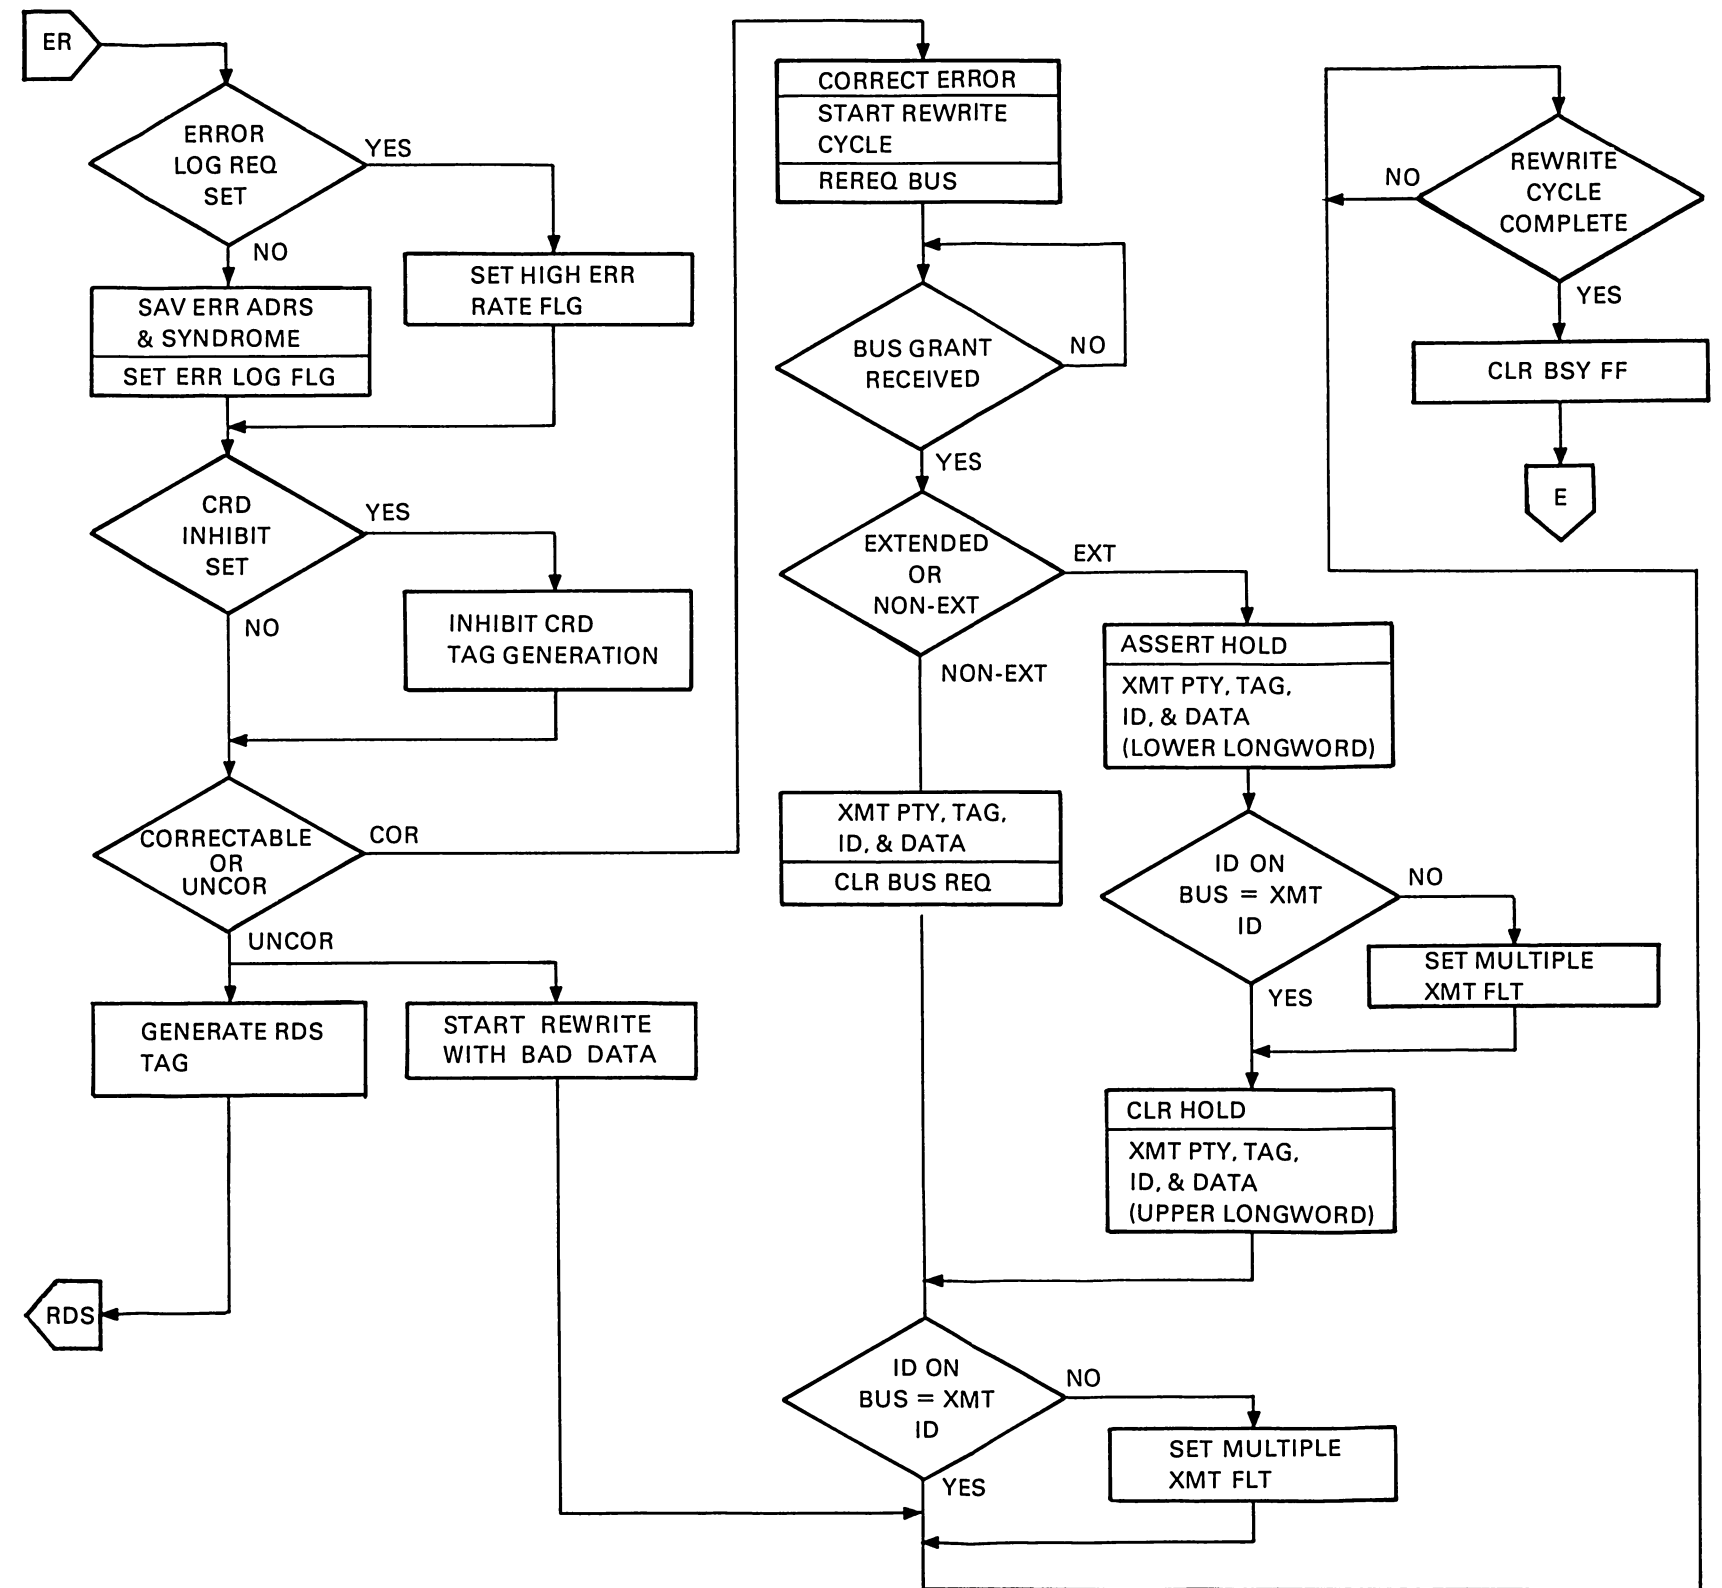 ER
ERROR
LOG REQ
SET
YES
NO
SET HIGH ERR
RATE FLG
SAV ERR ADRS
& SYNDROME
SET ERR LOG FLG
CRD
INHIBIT
SET
YES
NO
INHIBIT CRD
TAG GENERATION
CORRECTABLE
OR
UNCOR
COR
UNCOR
GENERATE RDS
TAG
START REWRITE
WITH BAD DATA
RDS
CORRECT ERROR
START REWRITE
CYCLE
REREQ BUS
BUS GRANT
RECEIVED
NO
YES
EXTENDED
OR
NON-EXT
EXT
NON-EXT
XMT PTY, TAG,
ID, & DATA
CLR BUS REQ
ASSERT HOLD
XMT PTY, TAG,
ID, & DATA
(LOWER LONGWORD)
ID ON
BUS = XMT
ID
NO
YES
SET MULTIPLE
XMT FLT
CLR HOLD
XMT PTY, TAG,
ID, & DATA
(UPPER LONGWORD)
ID ON
BUS = XMT
ID
NO
YES
SET MULTIPLE
XMT FLT
REWRITE
CYCLE
COMPLETE
NO
YES
CLR BSY FF
E